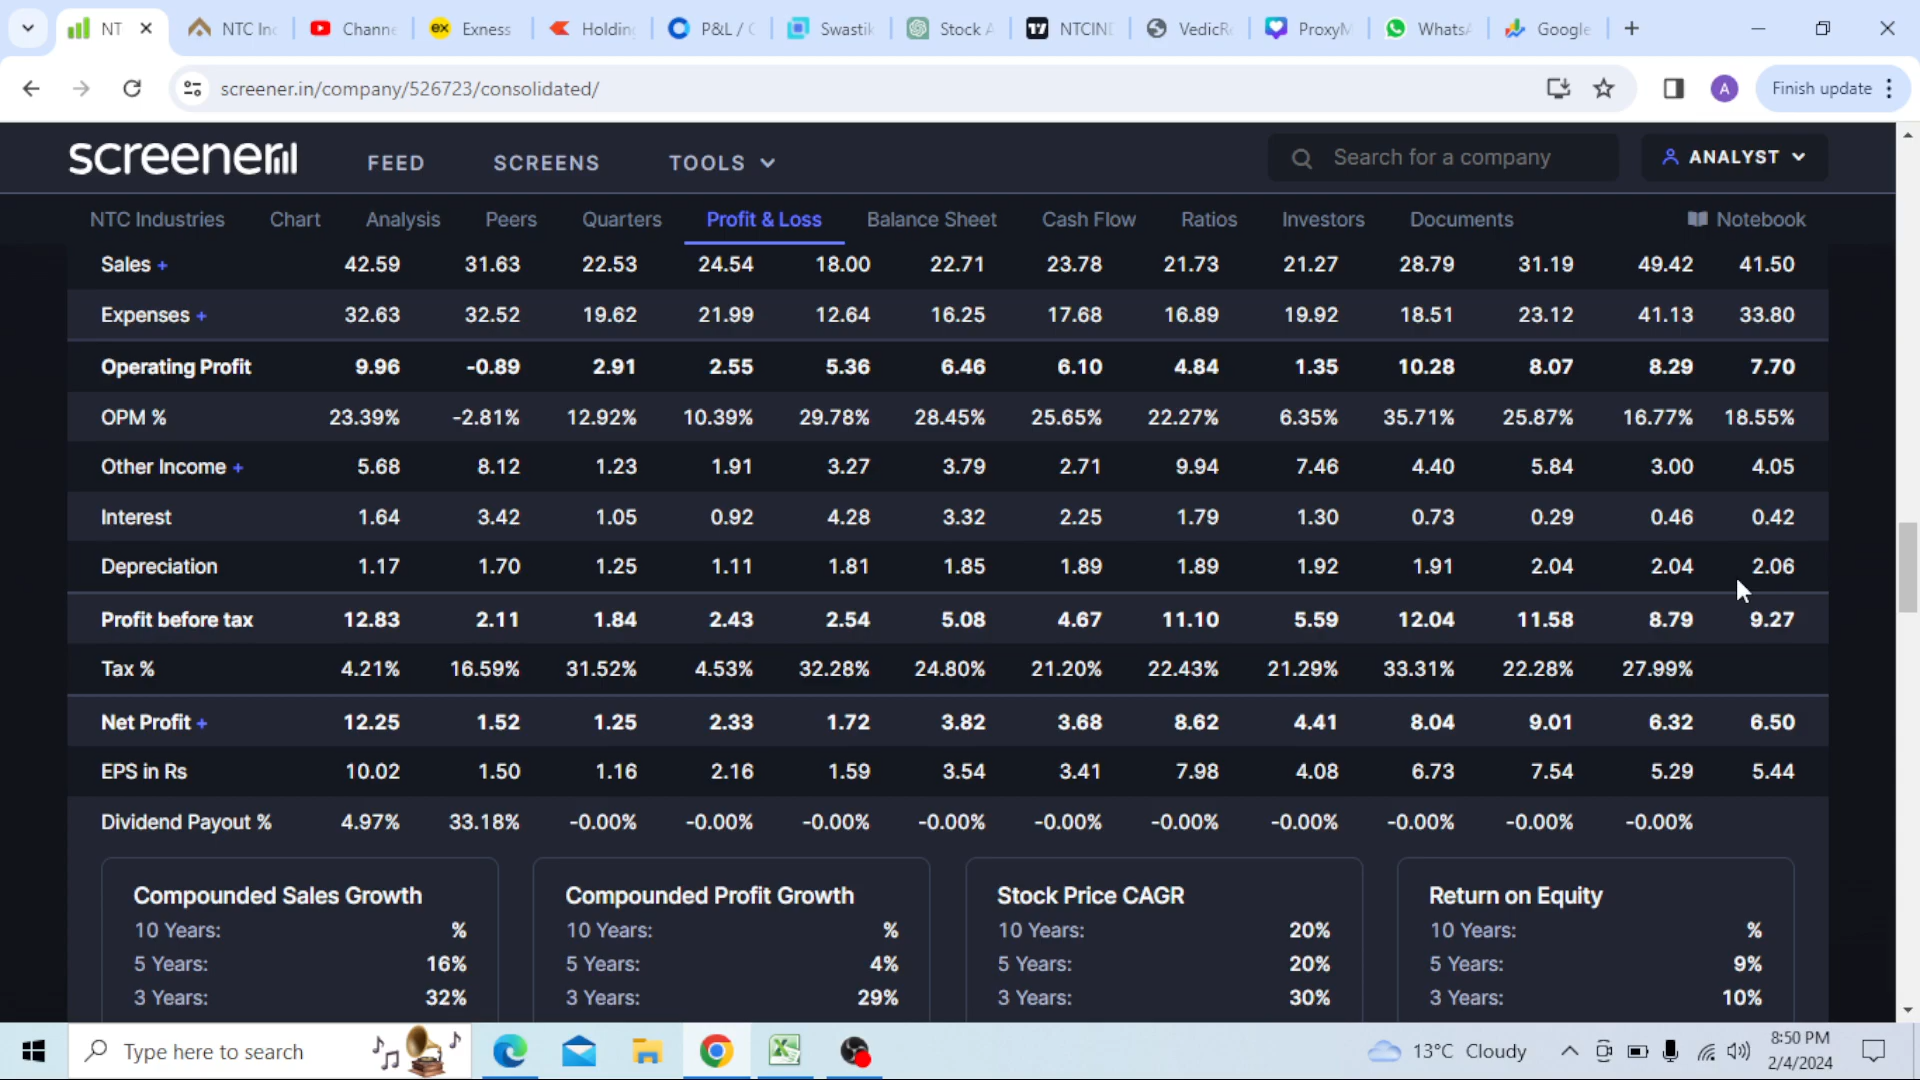 NT
NTC Inc
Channe
Exness
Holding
P&L / C
Swastik
Stock A
NTCIND
VedicRe
ProxyM
WhatsA
Google
screener.in/company/526723/consolidated/
A
Finish update
screener
FEED
SCREENS
TOOLS
Search for a company
ANALYST
NTC Industries
Chart
Analysis
Peers
Quarters
Profit & Loss
Balance Sheet
Cash Flow
Ratios
Investors
Documents
Notebook
Sales + 42.59 31.63 22.53 24.54 18.00 22.71 23.78 21.73 21.27 28.79 31.19 49.42 41.50
Expenses + 32.63 32.52 19.62 21.99 12.64 16.25 17.68 16.89 19.92 18.51 23.12 41.13 33.80
Operating Profit 9.96 -0.89 2.91 2.55 5.36 6.46 6.10 4.84 1.35 10.28 8.07 8.29 7.70
OPM % 23.39% -2.81% 12.92% 10.39% 29.78% 28.45% 25.65% 22.27% 6.35% 35.71% 25.87% 16.77% 18.55%
Other Income + 5.68 8.12 1.23 1.91 3.27 3.79 2.71 9.94 7.46 4.40 5.84 3.00 4.05
Interest 1.64 3.42 1.05 0.92 4.28 3.32 2.25 1.79 1.30 0.73 0.29 0.46 0.42
Depreciation 1.17 1.70 1.25 1.11 1.81 1.85 1.89 1.89 1.92 1.91 2.04 2.04 2.06
Profit before tax 12.83 2.11 1.84 2.43 2.54 5.08 4.67 11.10 5.59 12.04 11.58 8.79 9.27
Tax % 4.21% 16.59% 31.52% 4.53% 32.28% 24.80% 21.20% 22.43% 21.29% 33.31% 22.28% 27.99%
Net Profit + 12.25 1.52 1.25 2.33 1.72 3.82 3.68 8.62 4.41 8.04 9.01 6.32 6.50
EPS in Rs 10.02 1.50 1.16 2.16 1.59 3.54 3.41 7.98 4.08 6.73 7.54 5.29 5.44
Dividend Payout % 4.97% 33.18% -0.00% -0.00% -0.00% -0.00% -0.00% -0.00% -0.00% -0.00% -0.00% -0.00%
Compounded Sales Growth
10 Years: %
5 Years: 16%
3 Years: 32%
Compounded Profit Growth
10 Years: %
5 Years: 4%
3 Years: 29%
Stock Price CAGR
10 Years: 20%
5 Years: 20%
3 Years: 30%
Return on Equity
10 Years: %
5 Years: 9%
3 Years: 10%
Type here to search
13°C Cloudy
8:50 PM
2/4/2024